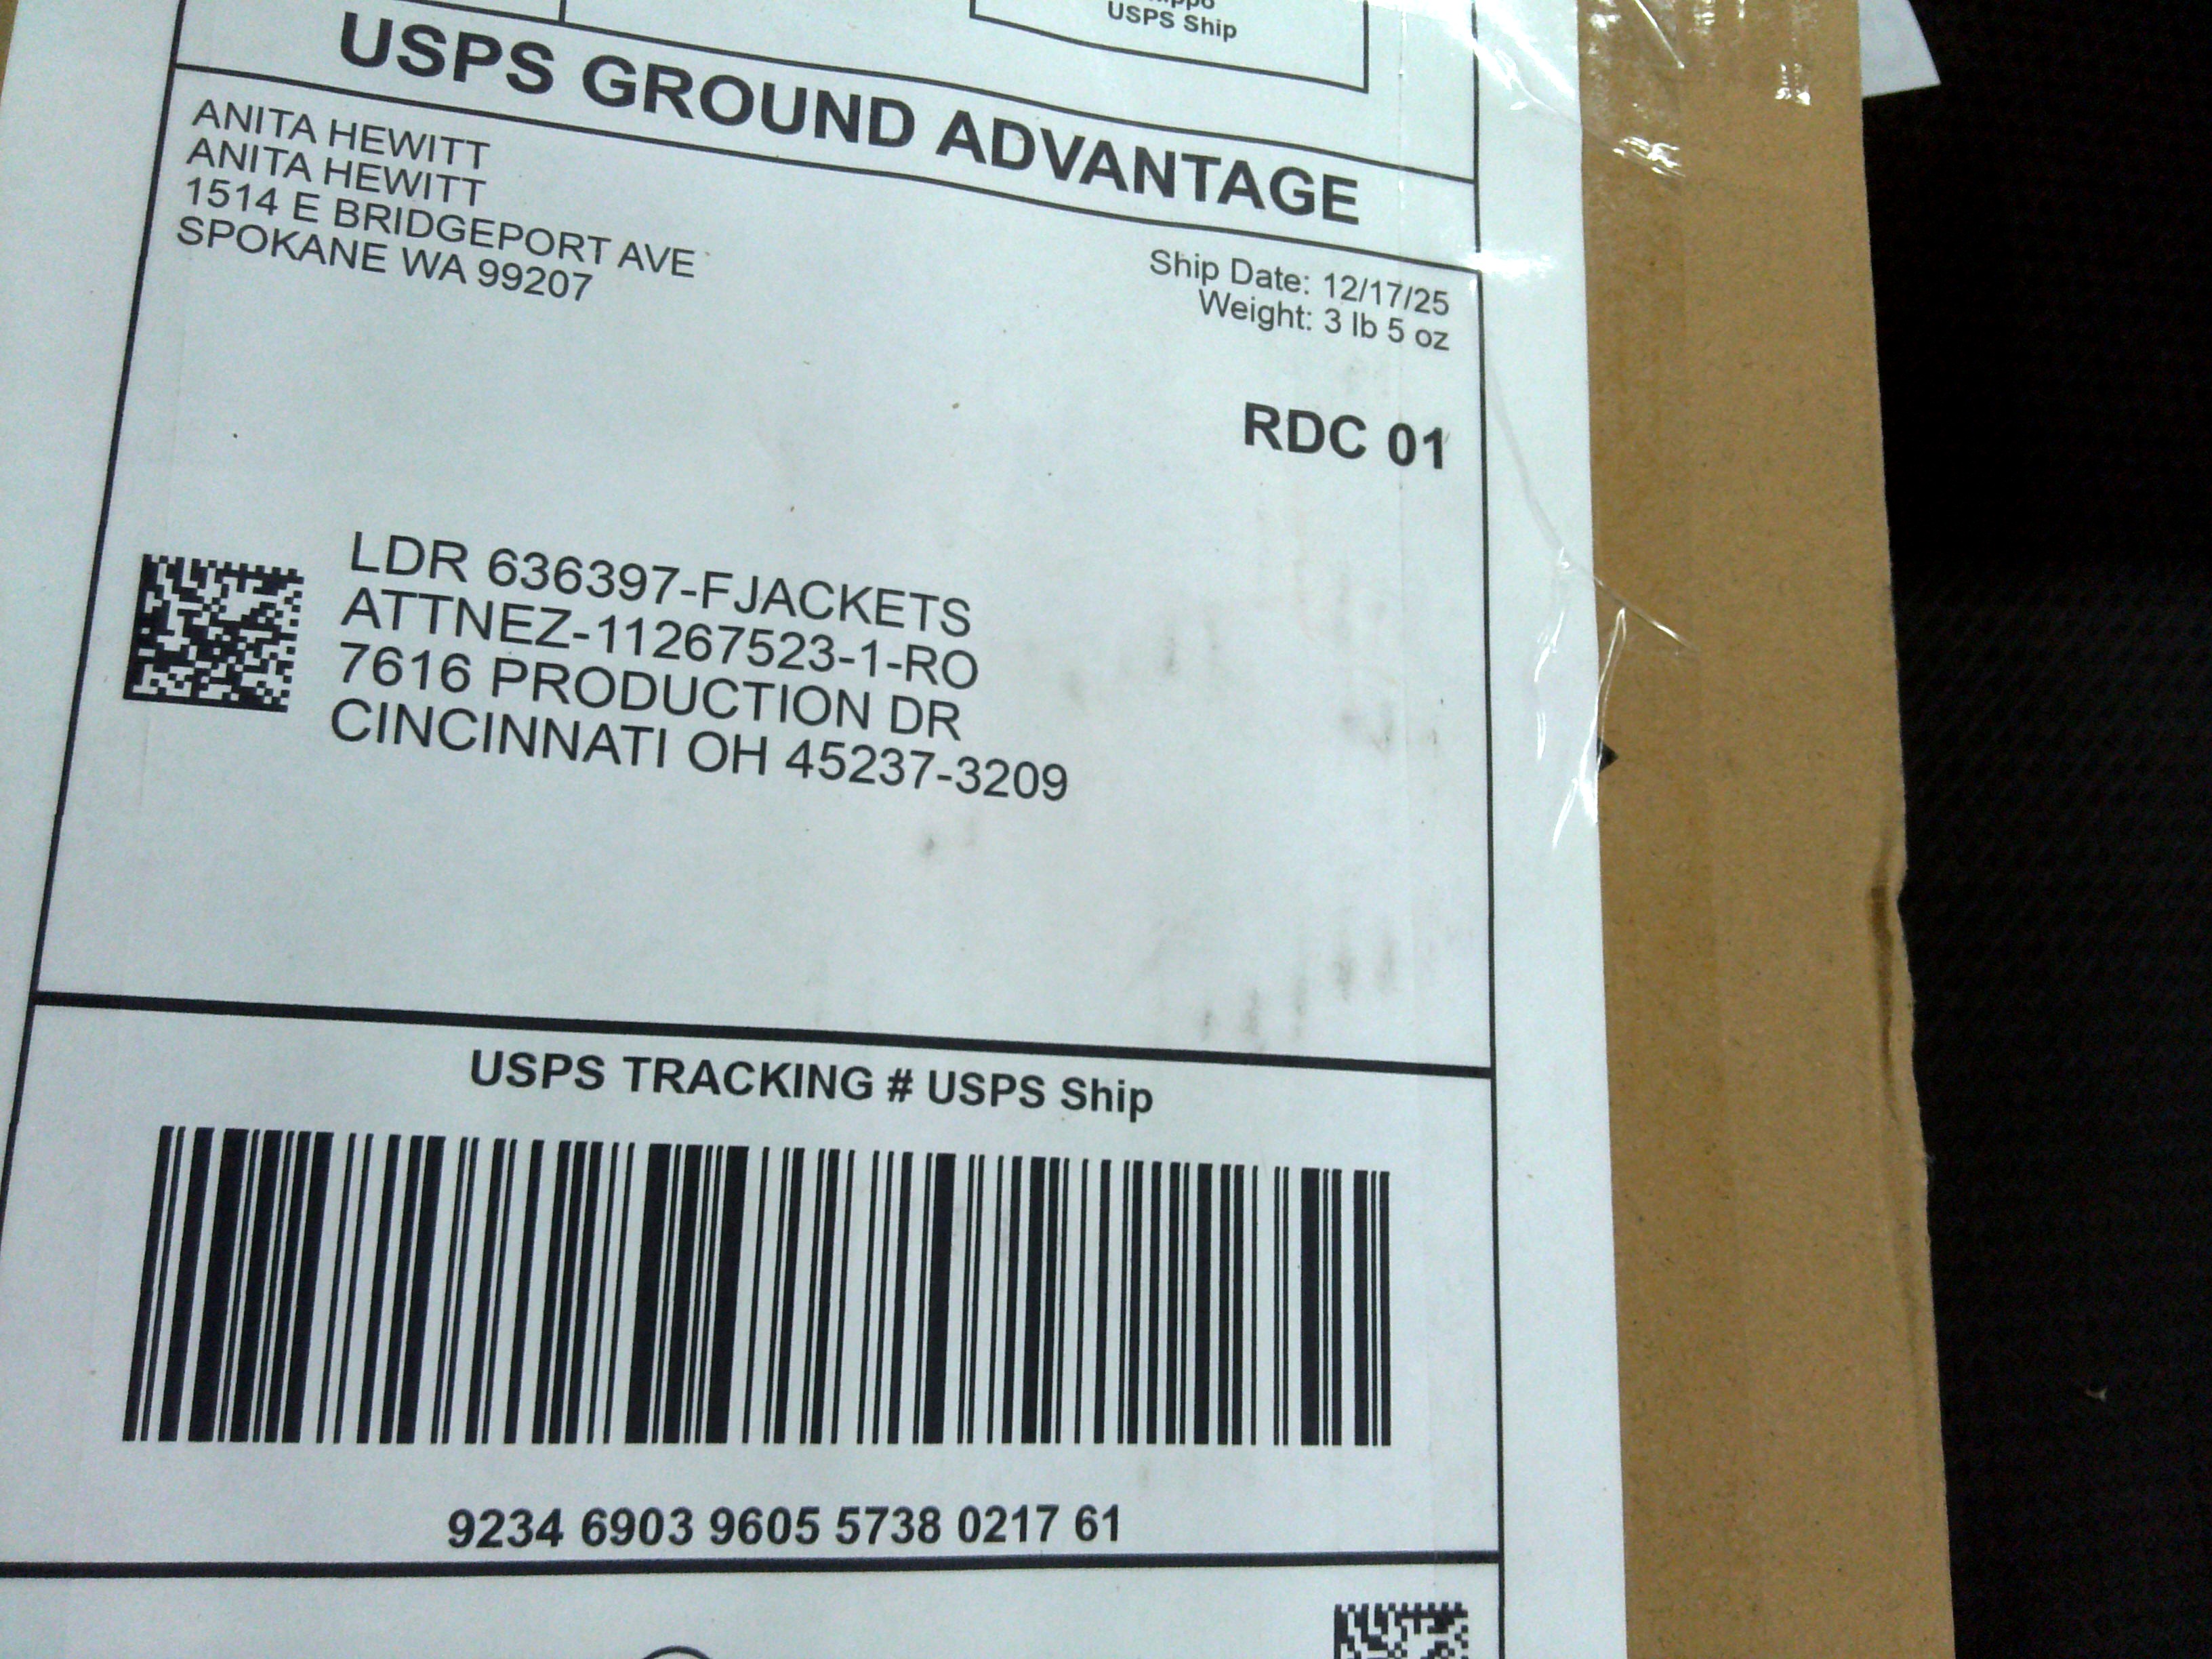 USPS Ship
USPS GROUND ADVANTAGE
ANITA HEWITT
ANITA HEWITT
1514 E BRIDGEPORT AVE
SPOKANE WA 99207
Ship Date: 12/17/25
Weight: 3 lb 5 oz
RDC 01
LDR 636397-FJACKETS
ATTNEZ-11267523-1-RO
7616 PRODUCTION DR
CINCINNATI OH 45237-3209
USPS TRACKING # USPS Ship
9234 6903 9605 5738 0217 61